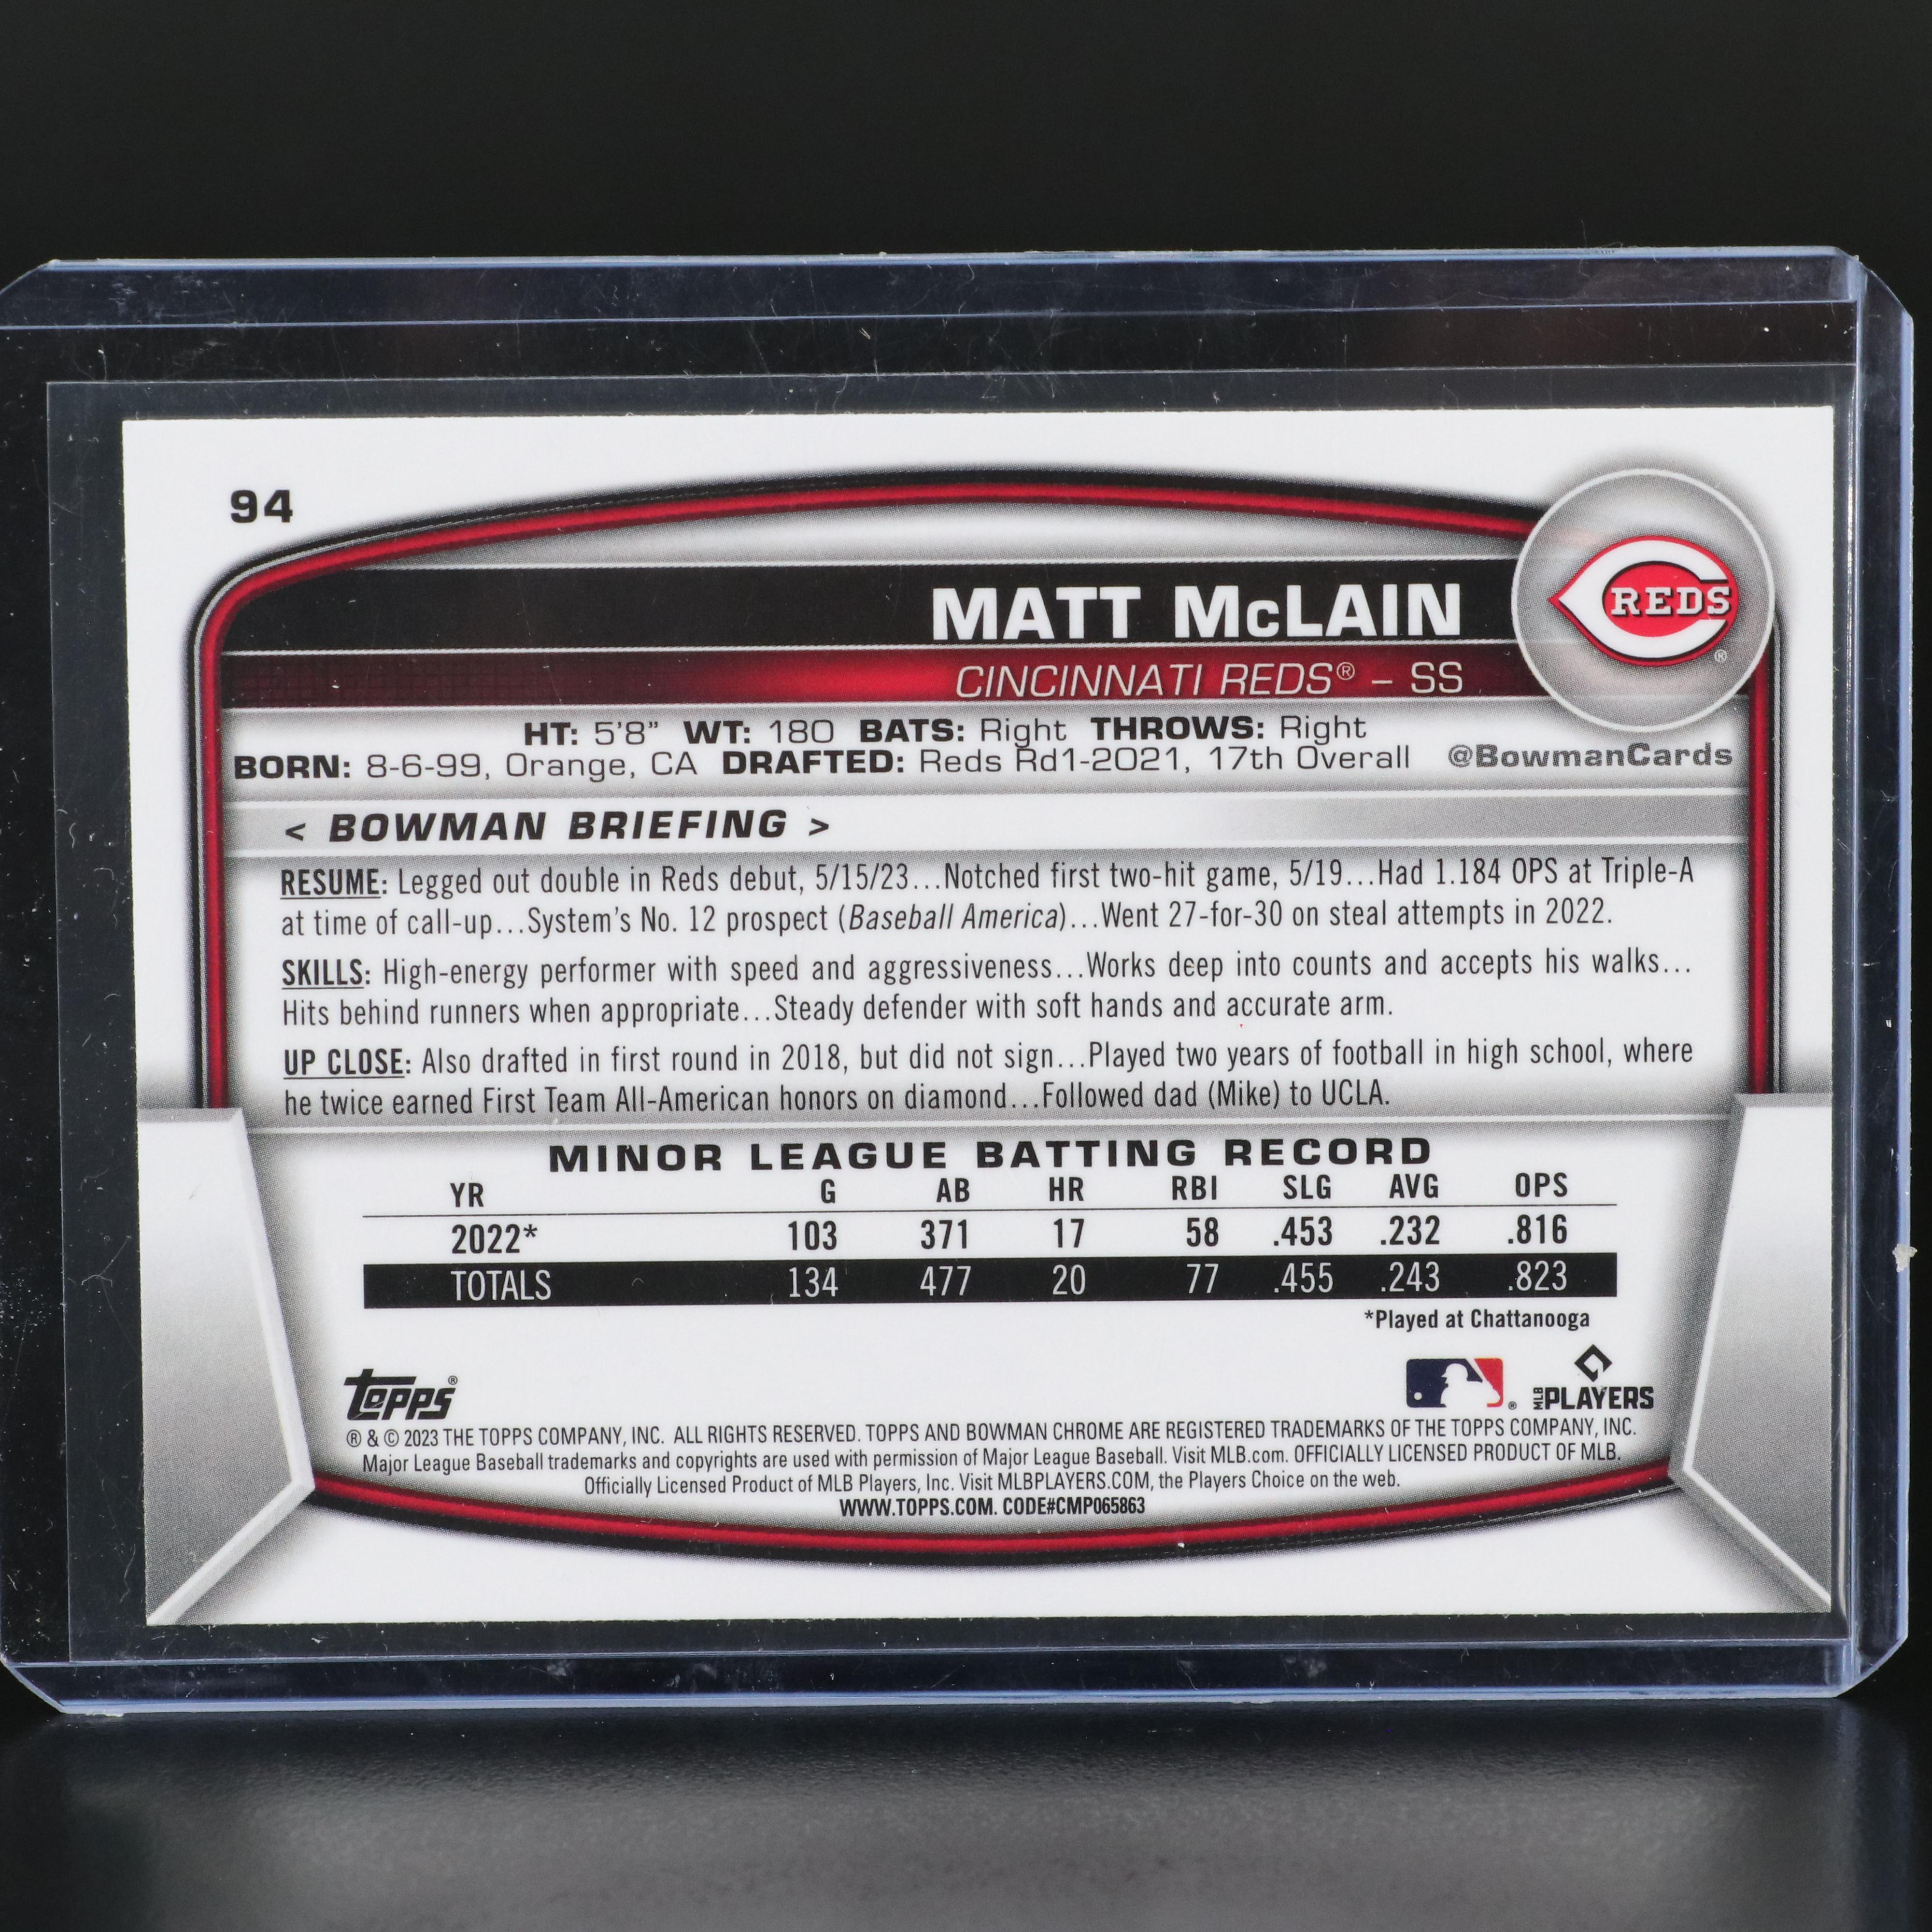 94
REDS®
MATT McLAIN
CINCINNATI REDS® – SS
HT: 5'8" WT: 180 BATS: Right THROWS: Right
BORN: 8-6-99, Orange, CA DRAFTED: Reds Rd1-2021, 17th Overall @BowmanCards
< BOWMAN BRIEFING >
RESUME: Legged out double in Reds debut, 5/15/23...Notched first two-hit game, 5/19...Had 1.184 OPS at Triple-A
at time of call-up...System's No. 12 prospect (Baseball America)...Went 27-for-30 on steal attempts in 2022.
SKILLS: High-energy performer with speed and aggressiveness...Works deep into counts and accepts his walks...
Hits behind runners when appropriate...Steady defender with soft hands and accurate arm.
UP CLOSE: Also drafted in first round in 2018, but did not sign...Played two years of football in high school, where
he twice earned First Team All-American honors on diamond...Followed dad (Mike) to UCLA.
MINOR LEAGUE BATTING RECORD
YR G AB HR RBI SLG AVG OPS
2022* 103 371 17 58 .453 .232 .816
TOTALS 134 477 20 77 .455 .243 .823
*Played at Chattanooga
topps® ® MLB PLAYERS
® & © 2023 THE TOPPS COMPANY, INC. ALL RIGHTS RESERVED. TOPPS AND BOWMAN CHROME ARE REGISTERED TRADEMARKS OF THE TOPPS COMPANY, INC.
Major League Baseball trademarks and copyrights are used with permission of Major League Baseball. Visit MLB.com. OFFICIALLY LICENSED PRODUCT OF MLB.
Officially Licensed Product of MLB Players, Inc. Visit MLBPLAYERS.COM, the Players Choice on the web.
WWW.TOPPS.COM. CODE#CMP065863